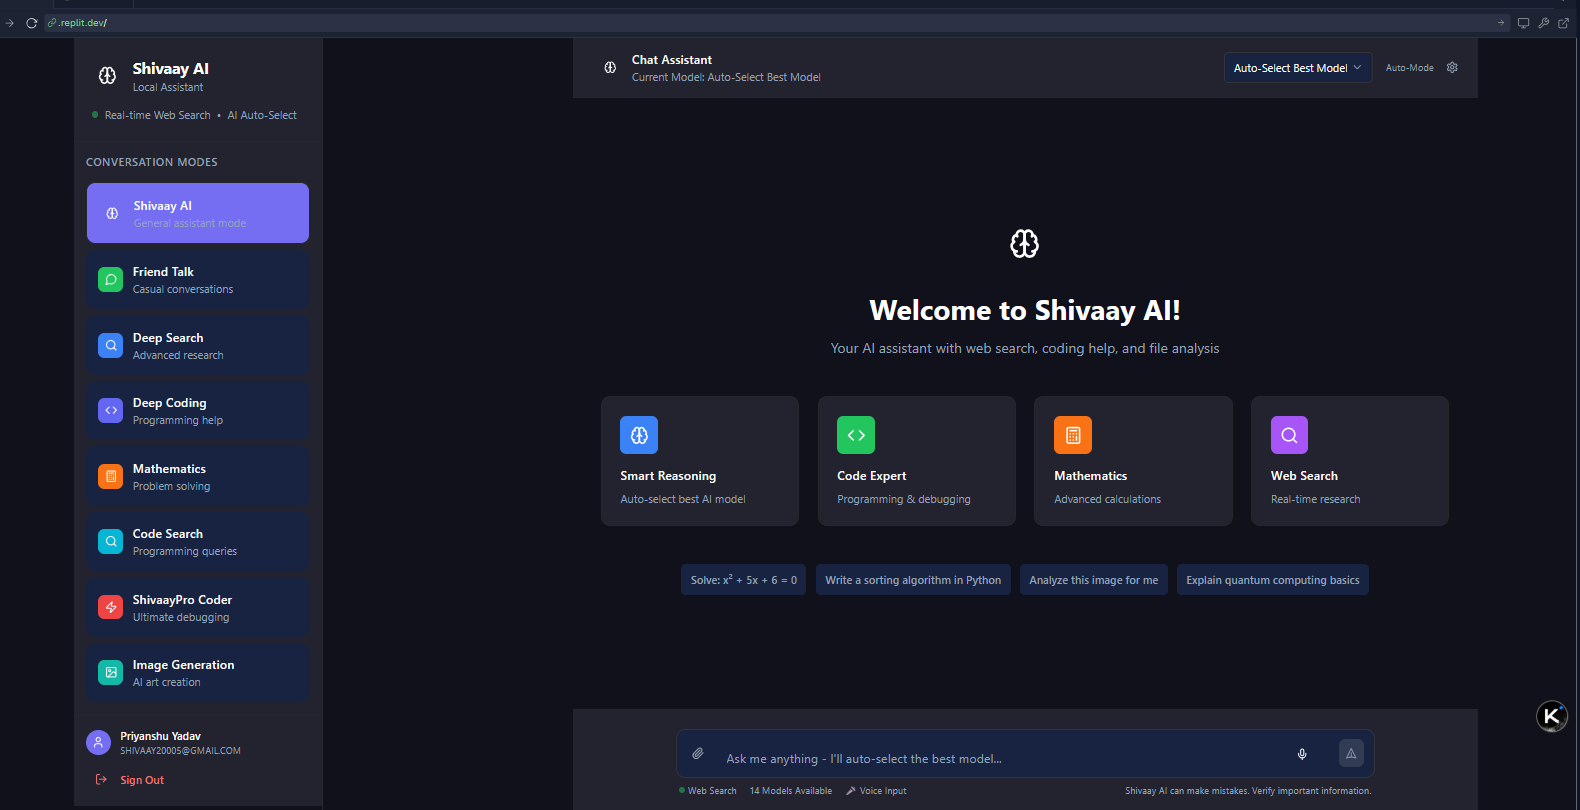 .replit.dev/
Shivaay AI
Local Assistant
Real-time Web Search • AI Auto-Select
CONVERSATION MODES
Shivaay AI
General assistant mode
Friend Talk
Casual conversations
Deep Search
Advanced research
Deep Coding
Programming help
Mathematics
Problem solving
Code Search
Programming queries
ShivaayPro Coder
Ultimate debugging
Image Generation
AI art creation
Priyanshu Yadav
SHIVAAY20005@GMAIL.COM
Sign Out
Chat Assistant
Current Model: Auto-Select Best Model
Auto-Select Best Model
Auto-Mode
Welcome to Shivaay AI!
Your AI assistant with web search, coding help, and file analysis
Smart Reasoning
Auto-select best AI model
Code Expert
Programming & debugging
Mathematics
Advanced calculations
Web Search
Real-time research
Solve: x² + 5x + 6 = 0
Write a sorting algorithm in Python
Analyze this image for me
Explain quantum computing basics
K
Ask me anything - I'll auto-select the best model...
Web Search
14 Models Available
Voice Input
Shivaay AI can make mistakes. Verify important information.